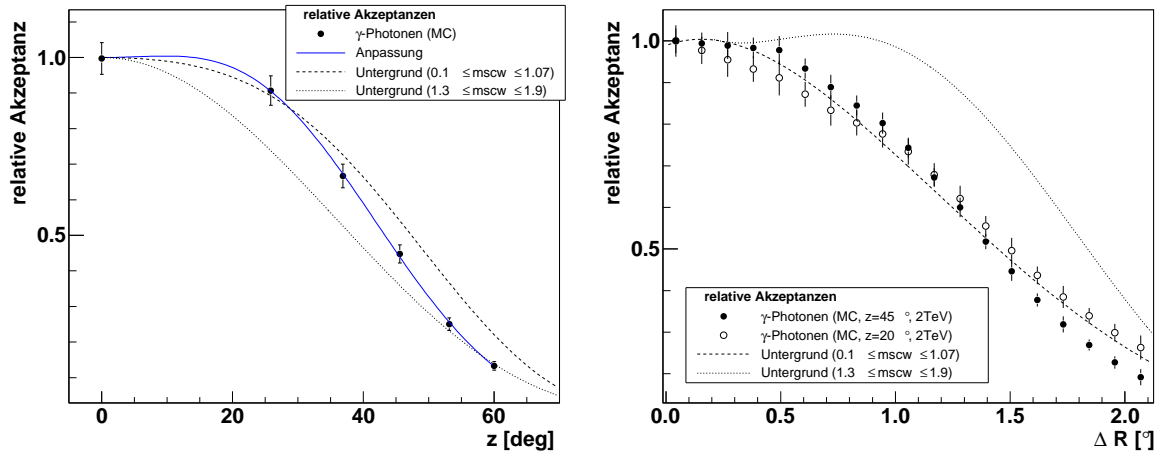 relative Akzeptanz
1.0
0.5
0
20
40
60
z [deg]
relative Akzeptanzen
γ-Photonen (MC)
Anpassung
Untergrund (0.1 ≤mscw ≤1.07)
Untergrund (1.3 ≤mscw ≤1.9)
relative Akzeptanz
1.0
0.5
0.0
0.5
1.0
1.5
2.0
Δ R [°]
relative Akzeptanzen
γ-Photonen (MC, z=45 °, 2TeV)
γ-Photonen (MC, z=20 °, 2TeV)
Untergrund (0.1 ≤mscw ≤1.07)
Untergrund (1.3 ≤mscw ≤1.9)